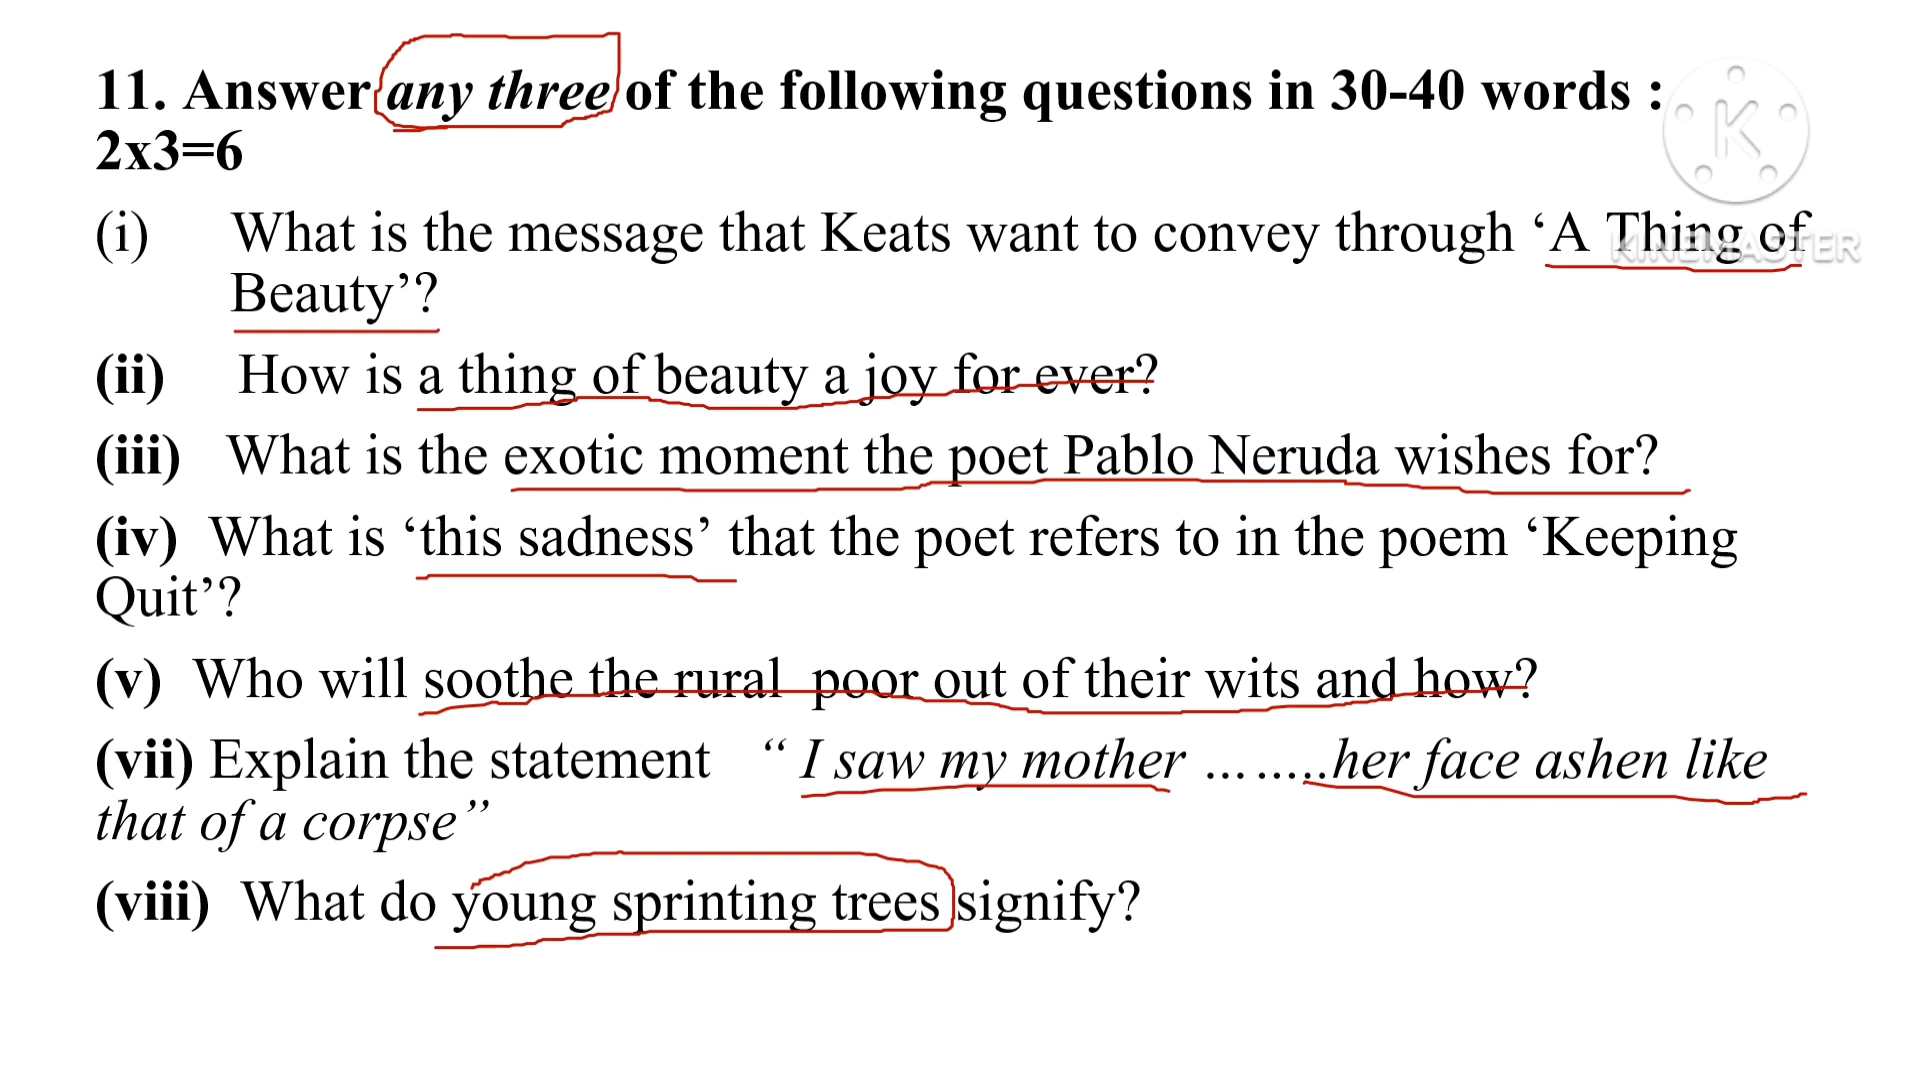 11. Answer any three of the following questions in 30-40 words :
2x3=6
(i) What is the message that Keats want to convey through ‘A Thing of
Beauty’?
(ii) How is a thing of beauty a joy for ever?
(iii) What is the exotic moment the poet Pablo Neruda wishes for?
(iv) What is ‘this sadness’ that the poet refers to in the poem ‘Keeping
Quit’?
(v) Who will soothe the rural poor out of their wits and how?
(vii) Explain the statement “ I saw my mother ........her face ashen like
that of a corpse”
(viii) What do young sprinting trees signify?
K
KINEMASTER